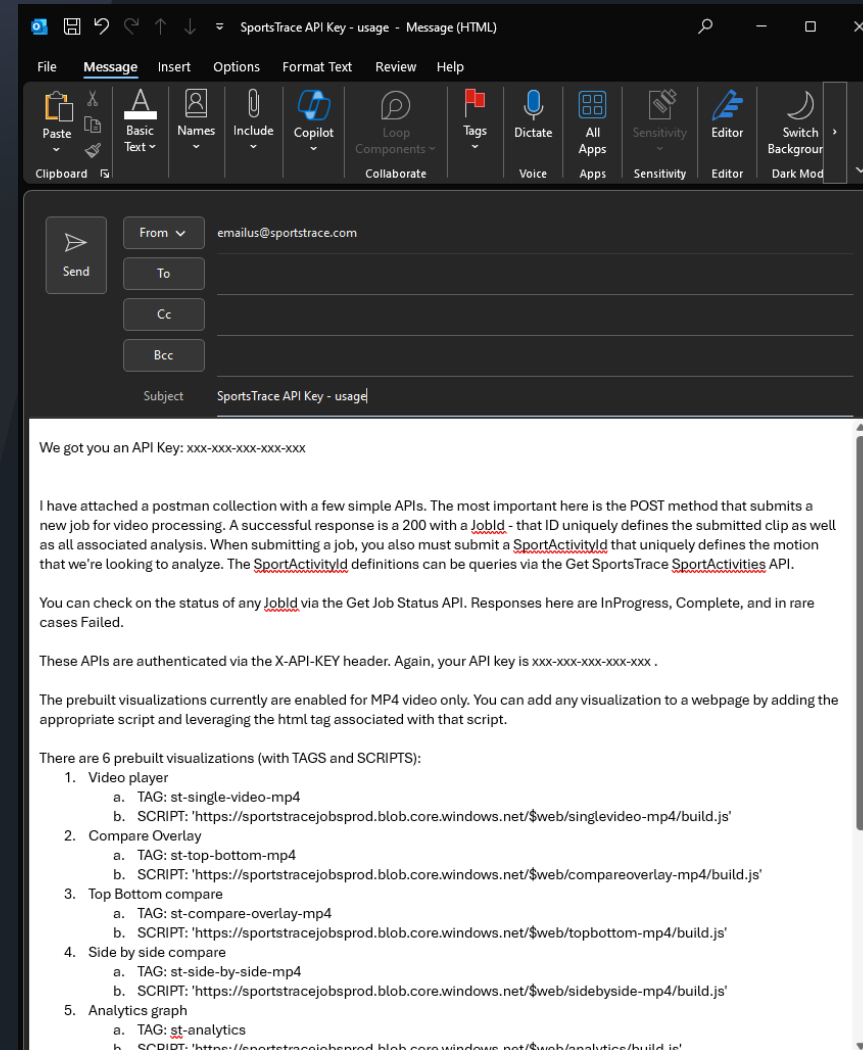 SportsTrace API Key - usage - Message (HTML)
File Message Insert Options Format Text Review Help
Paste
Basic Text
Names
Include
Copilot
Loop Components
Tags
Dictate
All Apps
Sensitivity
Editor
Switch Backgroun
Clipboard Collaborate Voice Apps Sensitivity Editor Dark Mod
Send
From emailus@sportstrace.com
To
Cc
Bcc
Subject SportsTrace API Key - usage
We got you an API Key: xxx-xxx-xxx-xxx-xxx
I have attached a postman collection with a few simple APIs. The most important here is the POST method that submits a
new job for video processing. A successful response is a 200 with a JobId - that ID uniquely defines the submitted clip as well
as all associated analysis. When submitting a job, you also must submit a SportActivityId that uniquely defines the motion
that we're looking to analyze. The SportActivityId definitions can be queries via the Get SportsTrace SportActivities API.
You can check on the status of any JobId via the Get Job Status API. Responses here are InProgress, Complete, and in rare
cases Failed.
These APIs are authenticated via the X-API-KEY header. Again, your API key is xxx-xxx-xxx-xxx-xxx .
The prebuilt visualizations currently are enabled for MP4 video only. You can add any visualization to a webpage by adding the
appropriate script and leveraging the html tag associated with that script.
There are 6 prebuilt visualizations (with TAGS and SCRIPTS):
1. Video player
a. TAG: st-single-video-mp4
b. SCRIPT: 'https://sportstracejobsprod.blob.core.windows.net/$web/singlevideo-mp4/build.js'
2. Compare Overlay
a. TAG: st-top-bottom-mp4
b. SCRIPT: 'https://sportstracejobsprod.blob.core.windows.net/$web/compareoverlay-mp4/build.js'
3. Top Bottom compare
a. TAG: st-compare-overlay-mp4
b. SCRIPT: 'https://sportstracejobsprod.blob.core.windows.net/$web/topbottom-mp4/build.js'
4. Side by side compare
a. TAG: st-side-by-side-mp4
b. SCRIPT: 'https://sportstracejobsprod.blob.core.windows.net/$web/sidebyside-mp4/build.js'
5. Analytics graph
a. TAG: st-analytics
b. SCRIPT: 'https://sportstracejobsprod.blob.core.windows.net/$web/analytics/build.js'